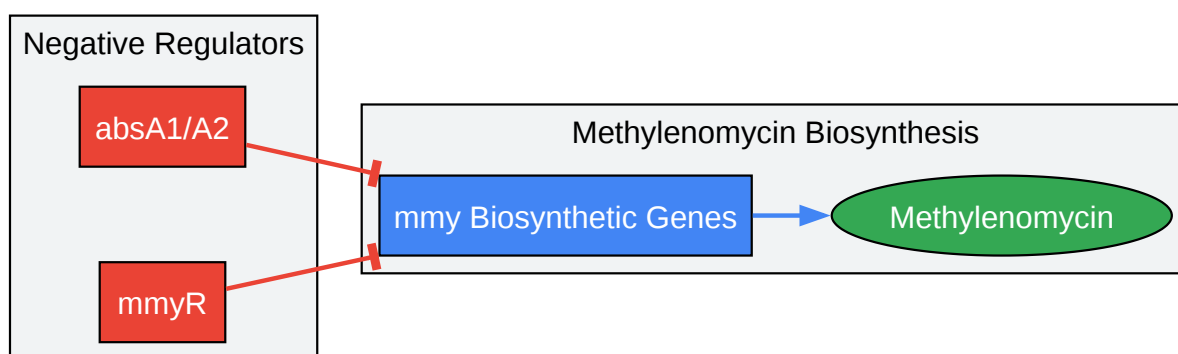 Negative Regulators
absA1/A2
mmyR
Methylenomycin Biosynthesis
mmy Biosynthetic Genes
Methylenomycin